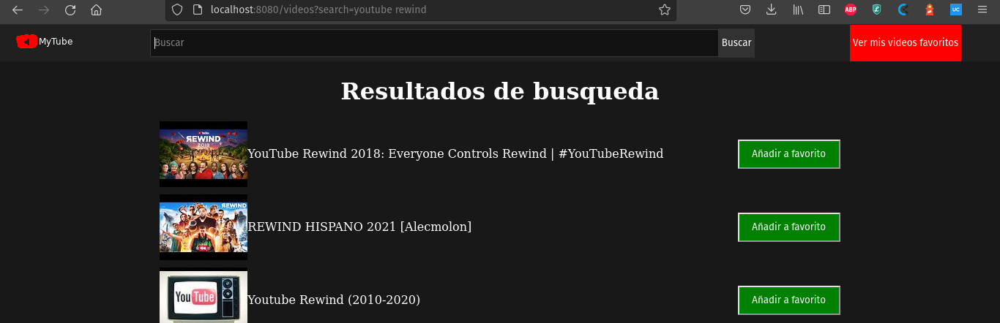 localhost:8080/videos?search=youtube rewind
ABP
UC
MyTube
Buscar
Buscar
Ver mis videos favoritos
Resultados de busqueda
REWIND
2018
YouTube Rewind 2018: Everyone Controls Rewind | #YouTubeRewind
Añadir a favorito
REWIND
REWIND HISPANO 2021 [Alecmolon]
Añadir a favorito
YouTube
Youtube Rewind (2010-2020)
Añadir a favorito